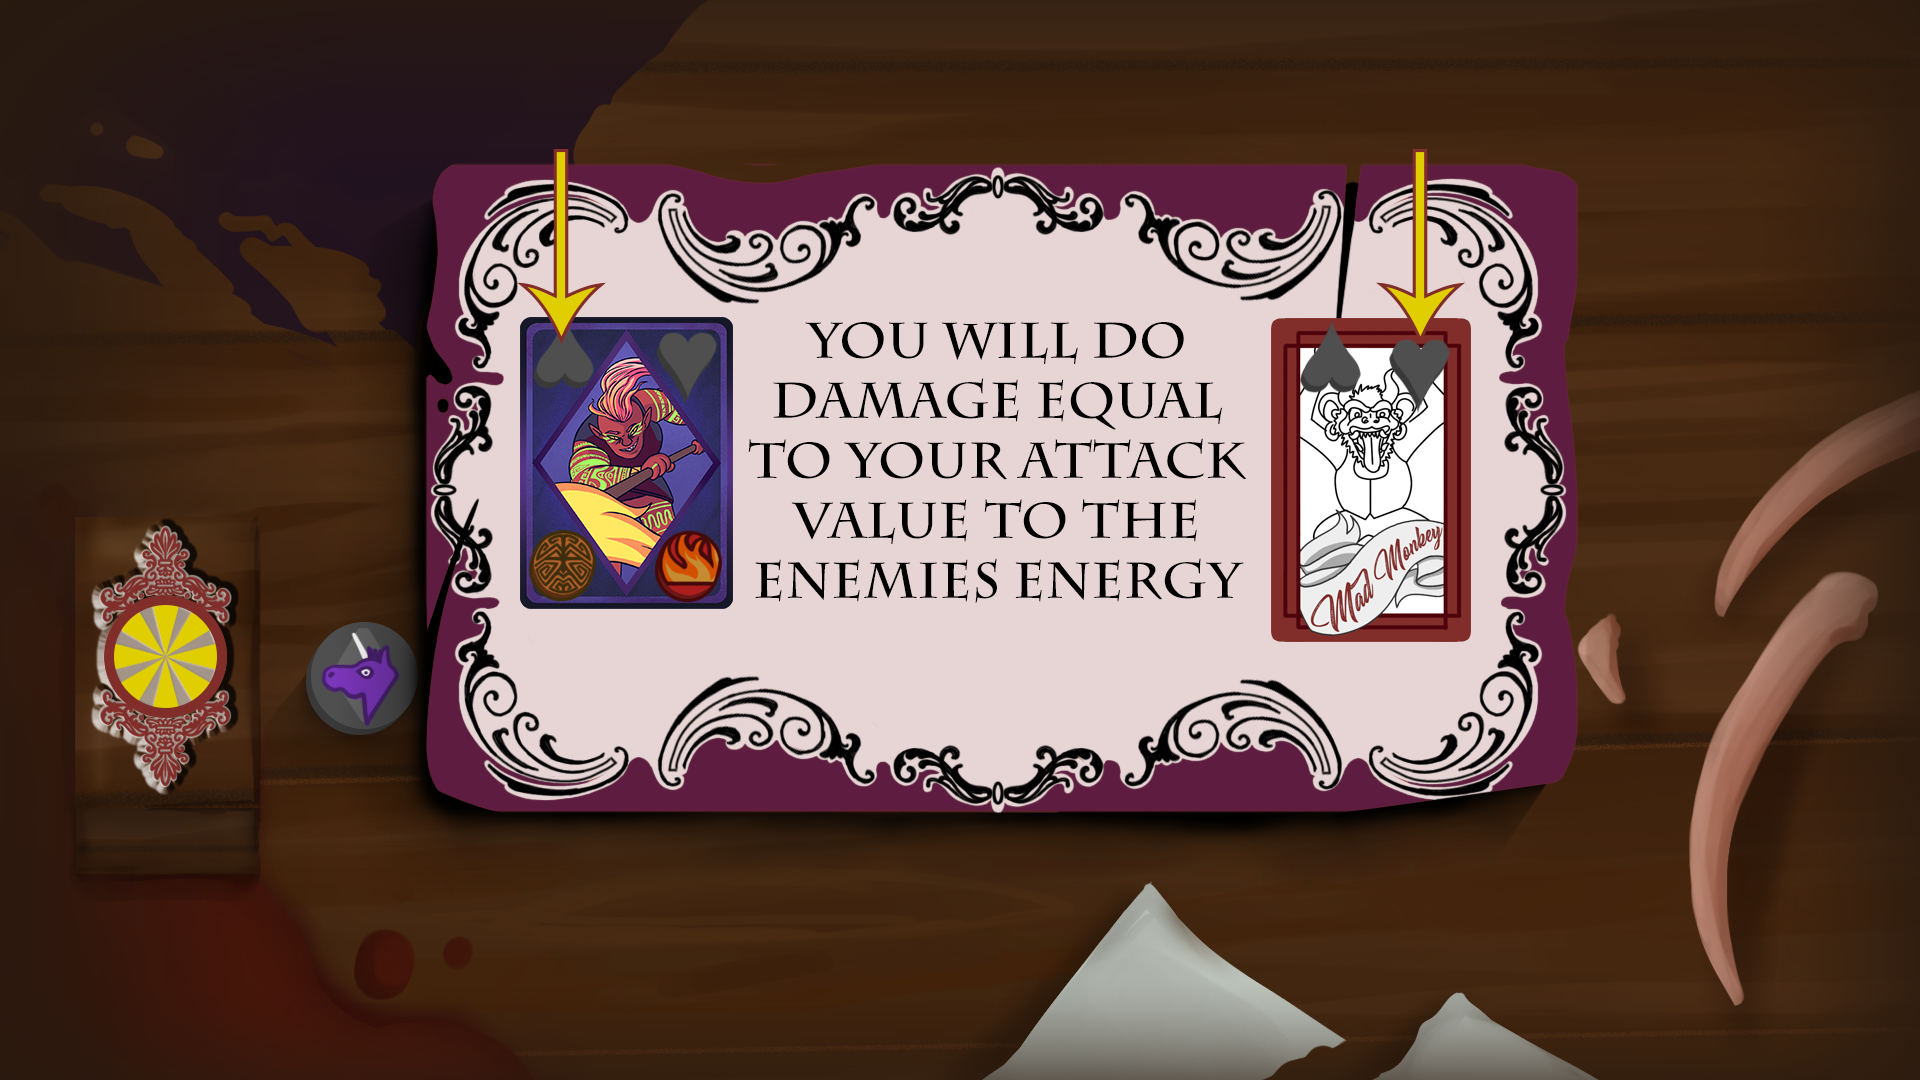 YOU WILL DO
DAMAGE EQUAL
TO YOUR ATTACK
VALUE TO THE
ENEMIES ENERGY
Mad Monkey